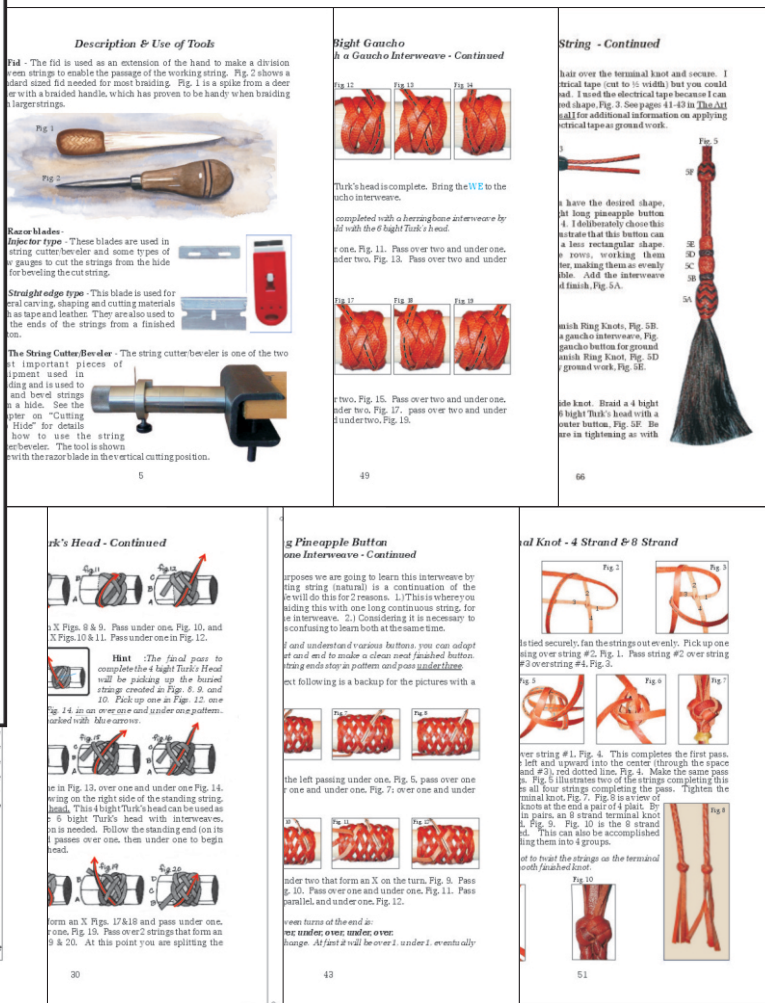 Description & Use of Tools
Fid - The fid is used as an extension of the hand to make a division
ween strings to enable the passage of the working string. Fig. 2 shows a
ndard sized fid needed for most braiding. Fig. 1 is a spike from a deer
er with a braided handle, which has proven to be handy when braiding
larger strings.
Fig. 1
Fig. 2
Razor blades -
Injector type - These blades are used in
string cutter/beveler and some types of
w gauges to cut the strings from the hide
for beveling the cut string.
Straight edge type - This blade is used for
eral carving, shaping and cutting materials
h as tape and leather. They are also used to
the ends of the strings from a finished
ton.
The String Cutter/Beveler - The string cutter/beveler is one of the two
st important pieces of
ipment used in
ding and is used to
and bevel strings
m a hide. See the
pter on "Cutting
Hide" for details
how to use the string
er/beveler. The tool is shown
e with the razor blade in the vertical cutting position.
5
Bight Gaucho
h a Gaucho Interweave - Continued
Fig. 12 Fig. 13 Fig. 14
Turk's head is complete. Bring the WE to the
ucho interweave.
completed with a herringbone interweave by
ld with the 6 bight Turk's head.
r one, Fig. 11. Pass over two and under one,
nder two, Fig. 13. Pass over two and under
Fig. 17 Fig. 18 Fig. 19
r two, Fig. 15. Pass over two and under one,
nder two, Fig. 17. pass over two and under
d under two, Fig. 19.
49
String - Continued
hair over the terminal knot and secure. I
trical tape (cut to ½ width) but you could
ad. I used the electrical tape because I can
red shape, Fig. 3. See pages 41-43 in The Art
sal I for additional information on applying
ctrical tape as ground work.
3
Fig. 5
5F
5E
5D
5C
5B
5A
u have the desired shape,
ght long pineapple button
4. I deliberately chose this
ustrate that this button can
a less rectangular shape.
e rows, working them
ter, making them as evenly
ible. Add the interweave
d finish, Fig. 5A.
anish Ring Knots, Fig. 5B.
a gaucho interweave, Fig.
gaucho button for ground
anish Ring Knot, Fig. 5D
y ground work, Fig. 5E.
ide knot. Braid a 4 bight
6 bight Turk's head with a
outer button, Fig. 5F. Be
ure in tightening as with
66
rk's Head - Continued
fig. 11 fig. 12
n X Figs. 8 & 9. Pass under one, Fig. 10, and
X Figs. 10 & 11. Pass under one in Fig. 12.
Hint :The final pass to
complete the 4 bight Turk's Head
will be picking up the buried
strings created in Figs. 8, 9, and
10. Pick up one in Figs. 12, one
Fig. 14, in an over one and under one pattern.
arked with blue arrows.
fig. 15 fig. 16
ne in Fig. 13, over one and under one Fig. 14.
wing on the right side of the standing string.
head. This 4 bight Turk's head can be used as
e 6 bight Turk's head with interweaves,
on is needed. Follow the standing end (on its
l passes over one, then under one to begin
head.
fig. 19 fig. 20
form an X Figs. 17&18 and pass under one.
r one, Fig. 19. Pass over 2 strings that form an
9 & 20. At this point you are splitting the
30
g Pineapple Button
one Interweave - Continued
urposes we are going to learn this interweave by
ting string (natural) is a continuation of the
We will do this for 2 reasons. 1.) This is where you
aiding this with one long continuous string, for
e interweave. 2.) Considering it is necessary to
s confusing to learn both at the same time.
d and understand various buttons, you can adapt
rt and end to make a clean neat finished button.
string ends stay in pattern and pass under three.
ext following is a backup for the pictures with a
Fig. 7 Fig. 8
the left passing under one, Fig. 5, pass over one
r one and under one, Fig. 7; over one and under
10 Fig. 11 Fig. 12
nder two that form an X on the turn, Fig. 9. Pass
g. 10. Pass over one and under one, Fig. 11. Pass
parallel, and under one, Fig. 12.
ween turns at the end is:
ver, under, over, under, over.
hange. At first it will be over 1, under 1, eventually
43
nal Knot - 4 Strand & 8 Strand
Fig. 2 Fig. 3
ls tied securely, fan the strings out evenly. Pick up one
sing over string #2, Fig. 1. Pass string #2 over string
#3 over string #4, Fig. 3.
Fig. 5 Fig. 6 Fig. 7
ver string #1, Fig. 4. This completes the first pass.
left and upward into the center (through the space
and #3), red dotted line, Fig. 4. Make the same pass
s. Fig. 5 illustrates two of the strings completing this
es all four strings completing the pass. Tighten the
rminal knot, Fig. 7. Fig. 8 is a view of
knots at the end a pair of 4 plait. By
in pairs, an 8 strand terminal knot
d, Fig. 9. Fig. 10 is the 8 strand
ed. This can also be accomplished
ding them into 4 groups.
Fig. 8
ot to twist the strings as the terminal
ooth finished knot.
Fig. 10
51